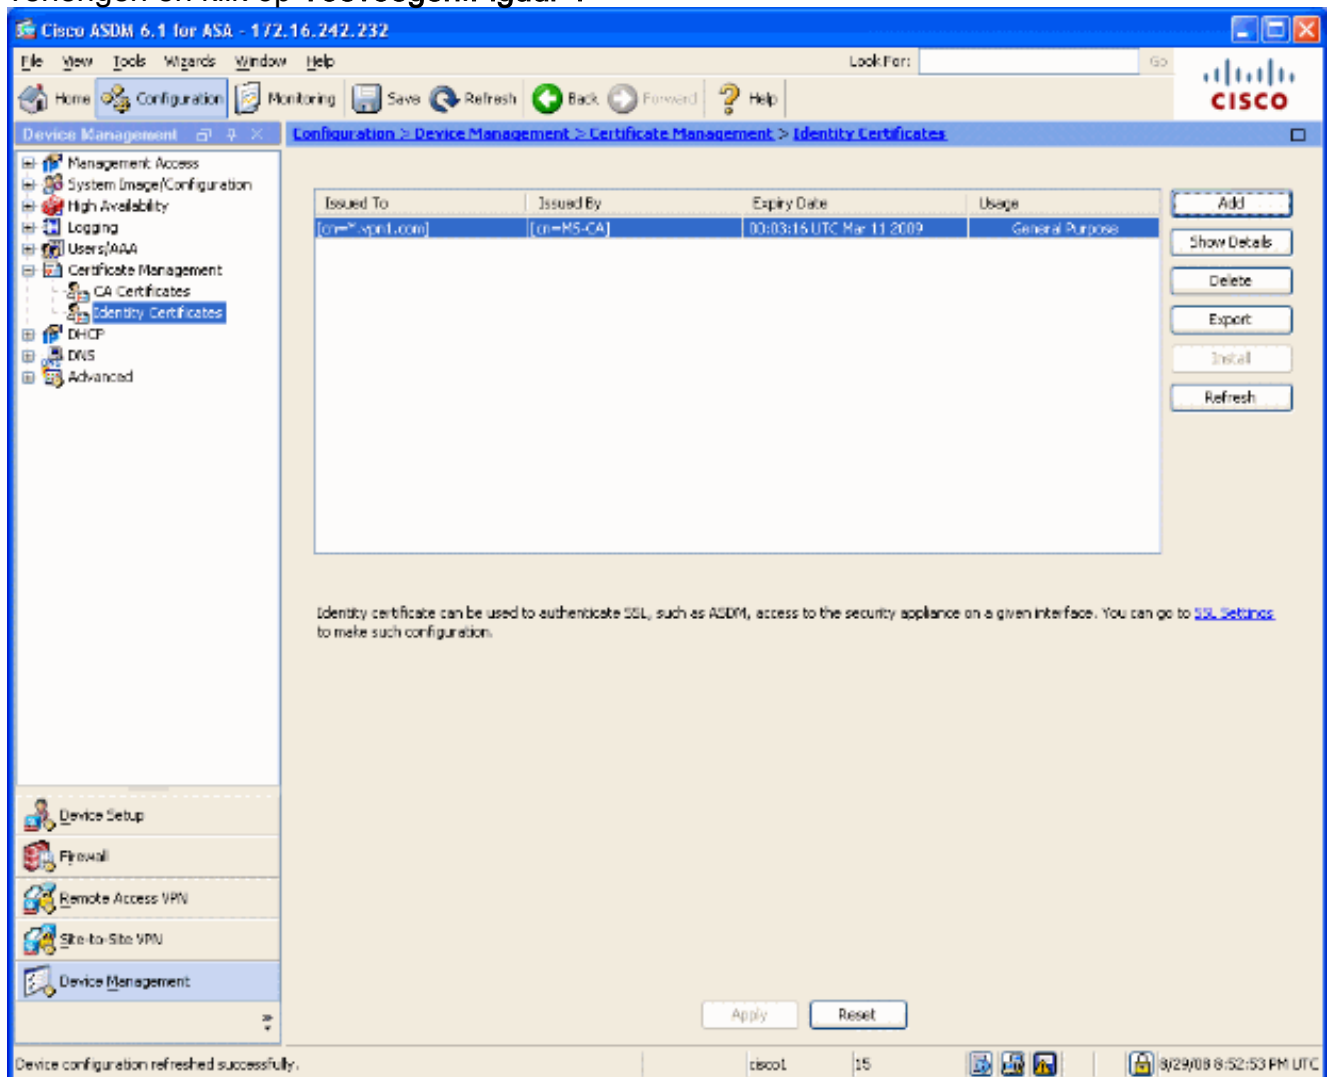 Cisco ASDM 6.1 for ASA - 172.16.242.232
File View Tools Wizards Window Help Look For: Go
Home Configuration Monitoring Save Refresh Back Forward Help
CISCO
Device Management Configuration > Device Management > Certificate Management > Identity Certificates
Management Access
System Image/Configuration
High Availability
Logging
Users/AAA
Certificate Management
CA Certificates
Identity Certificates
DHCP
DNS
Advanced
Issued To Issued By Expiry Date Usage
[cn=*.vpn1.com] [cn=MS-CA] 00:03:16 UTC Mar 11 2009 General Purpose
Add
Show Details
Delete
Export
Install
Refresh
Identity certificate can be used to authenticate SSL, such as ASDM, access to the security appliance on a given interface. You can go to SSL Settings
to make such configuration.
Device Setup
Firewall
Remote Access VPN
Site-to-Site VPN
Device Management
Apply Reset
Device configuration refreshed successfully. cisco1 15 8/29/08 8:52:53 PM UTC